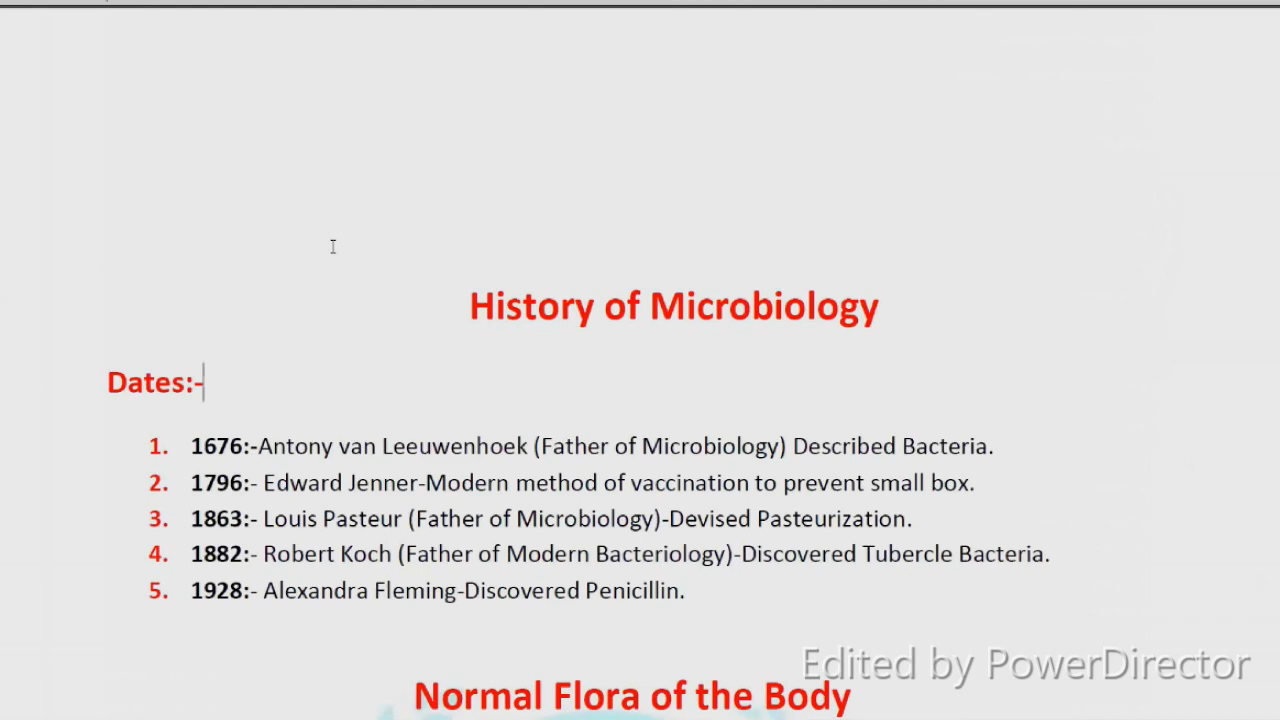 History of Microbiology
Dates:-
1. 1676:-Antony van Leeuwenhoek (Father of Microbiology) Described Bacteria.
2. 1796:- Edward Jenner-Modern method of vaccination to prevent small box.
3. 1863:- Louis Pasteur (Father of Microbiology)-Devised Pasteurization.
4. 1882:- Robert Koch (Father of Modern Bacteriology)-Discovered Tubercle Bacteria.
5. 1928:- Alexandra Fleming-Discovered Penicillin.
Edited by PowerDirector
Normal Flora of the Body